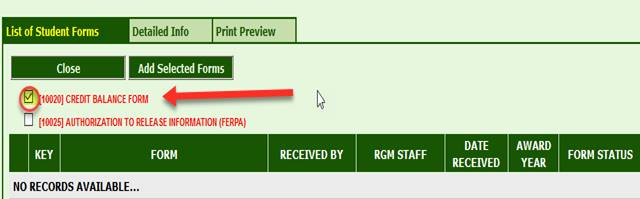 List of Student Forms Detailed Info Print Preview
Close Add Selected Forms
[10020] CREDIT BALANCE FORM
[10025] AUTHORIZATION TO RELEASE INFORMATION (FERPA)
KEY FORM RECEIVED BY RGM STAFF DATE RECEIVED AWARD YEAR FORM STATUS
NO RECORDS AVAILABLE...